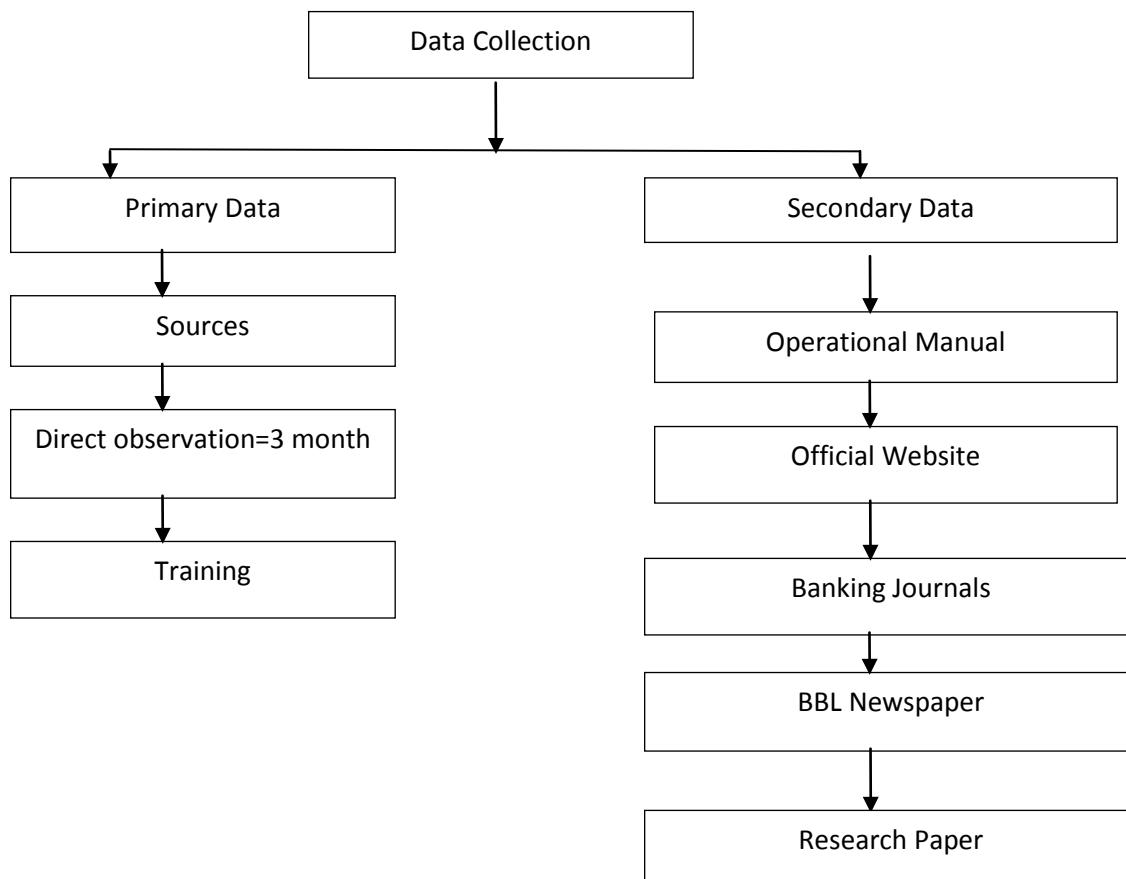 Data Collection
Primary Data
Sources
Direct observation=3 month
Training
Secondary Data
Operational Manual
Official Website
Banking Journals
BBL Newspaper
Research Paper